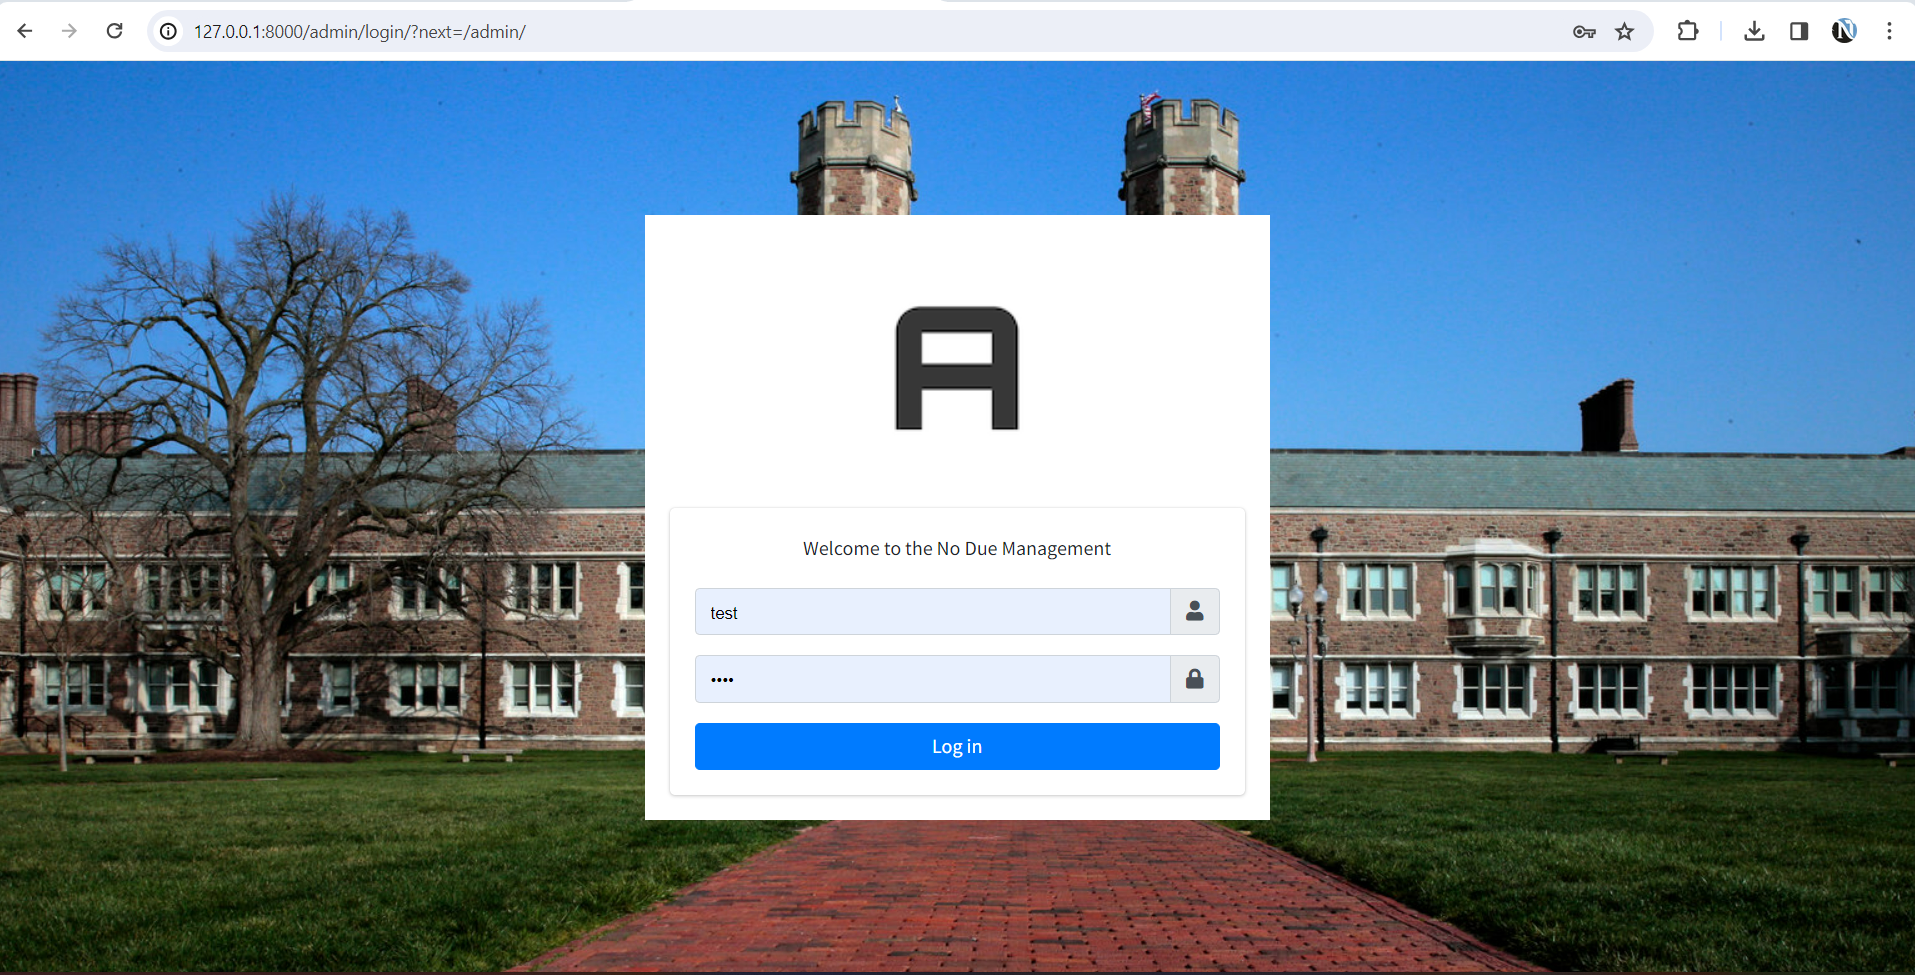 127.0.0.1:8000/admin/login/?next=/admin/
N
A
Welcome to the No Due Management
test
••••
Log in